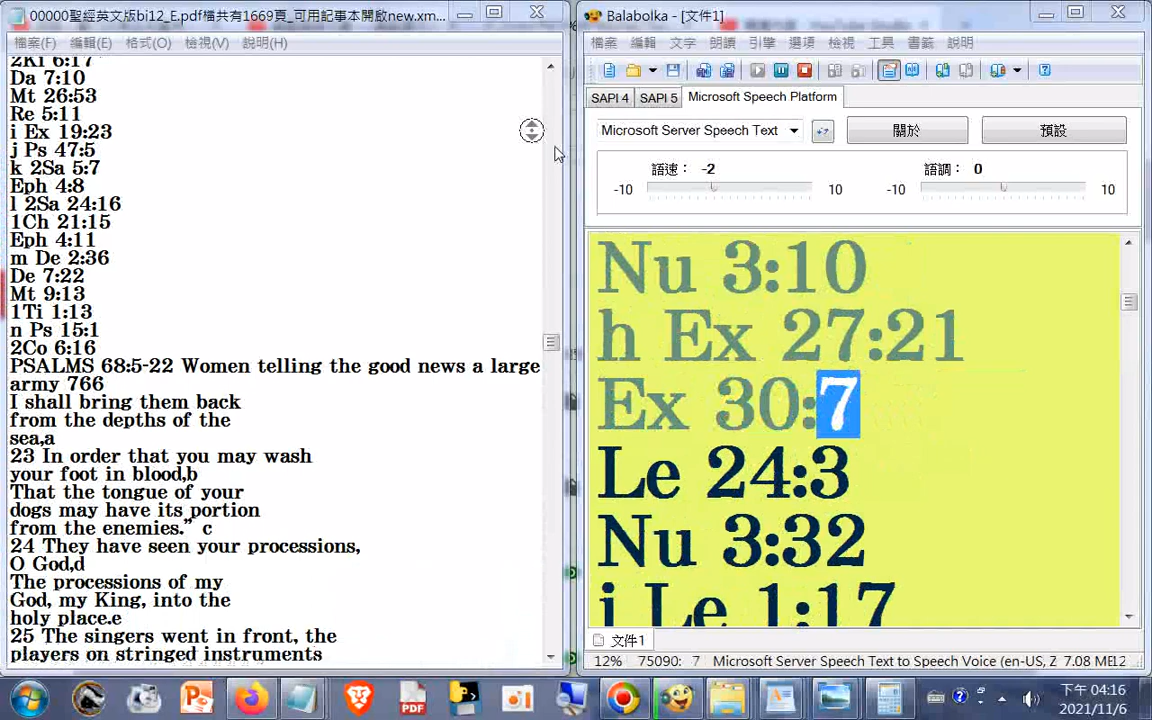 00000聖經英文版bi12_E.pdf檔共有1669頁_可用記事本開啟new.xm...
檔案(F) 編輯(E) 格式(O) 檢視(V) 說明(H)
2Ki 6:17
Da 7:10
Mt 26:53
Re 5:11
i Ex 19:23
j Ps 47:5
k 2Sa 5:7
Eph 4:8
l 2Sa 24:16
1Ch 21:15
Eph 4:11
m De 2:36
De 7:22
Mt 9:13
1Ti 1:13
n Ps 15:1
2Co 6:16
PSALMS 68:5-22 Women telling the good news a large
army 766
I shall bring them back
from the depths of the
sea,a
23 In order that you may wash
your foot in blood,b
That the tongue of your
dogs may have its portion
from the enemies.” c
24 They have seen your processions,
O God,d
The processions of my
God, my King, into the
holy place.e
25 The singers went in front, the
players on stringed instruments
Balabolka - [文件1]
檔案 編輯 文字 朗讀 引擎 選項 檢視 工具 書籤 說明
SAPI 4 SAPI 5 Microsoft Speech Platform
Microsoft Server Speech Text 關於 預設
語速： -2 語調： 0
-10 10 -10 10
Nu 3:10
h Ex 27:21
Ex 30:7
Le 24:3
Nu 3:32
i Le 1:17
文件1
12% 75090: 7 Microsoft Server Speech Text to Speech Voice (en-US, Z 7.08 ME
PDF
下午 04:16
2021/11/6